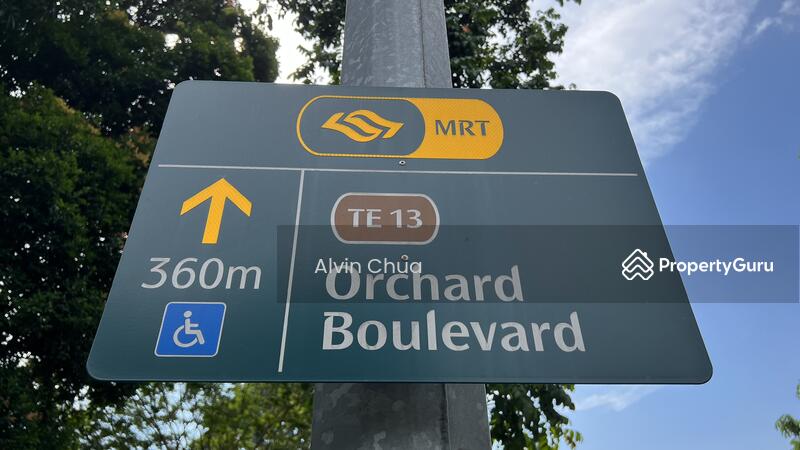 MRT
360m
TE 13
Orchard
Boulevard
Alvin Chua
PropertyGuru